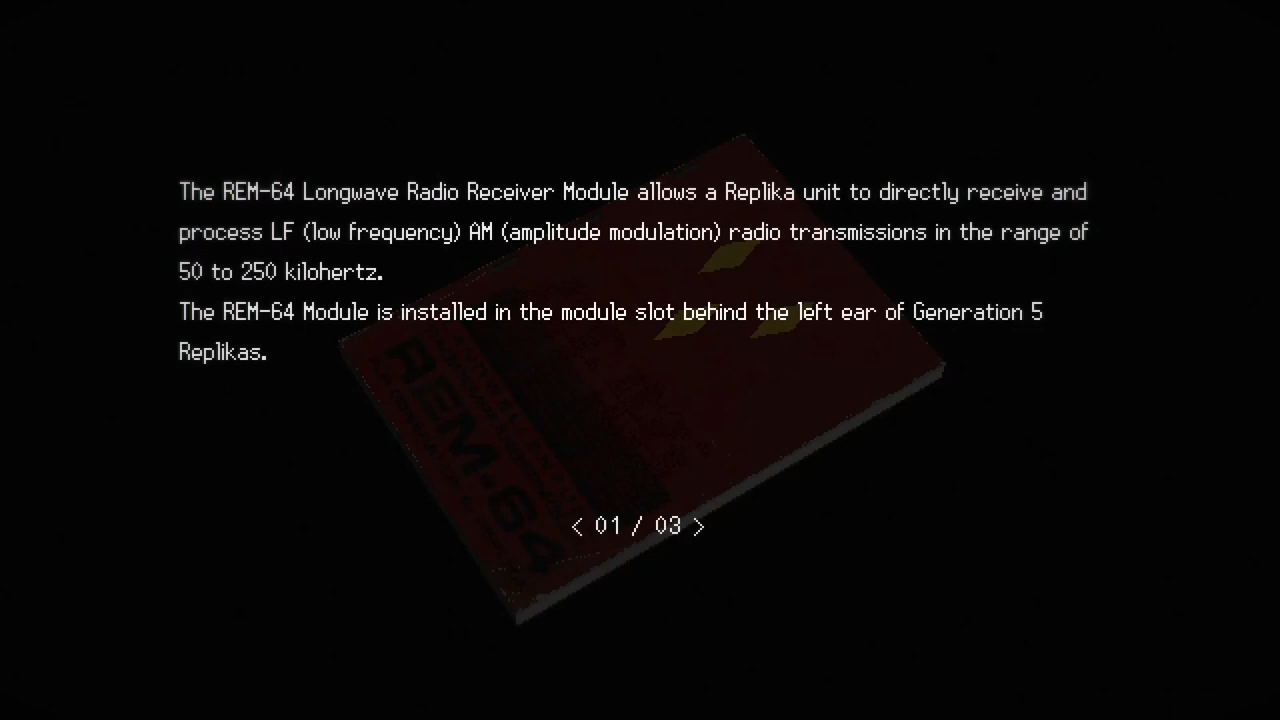 The REM-64 Longwave Radio Receiver Module allows a Replika unit to directly receive and
process LF (low frequency) AM (amplitude modulation) radio transmissions in the range of
50 to 250 kilohertz.
The REM-64 Module is installed in the module slot behind the left ear of Generation 5
Replikas.
REM-64
< 01 / 03 >